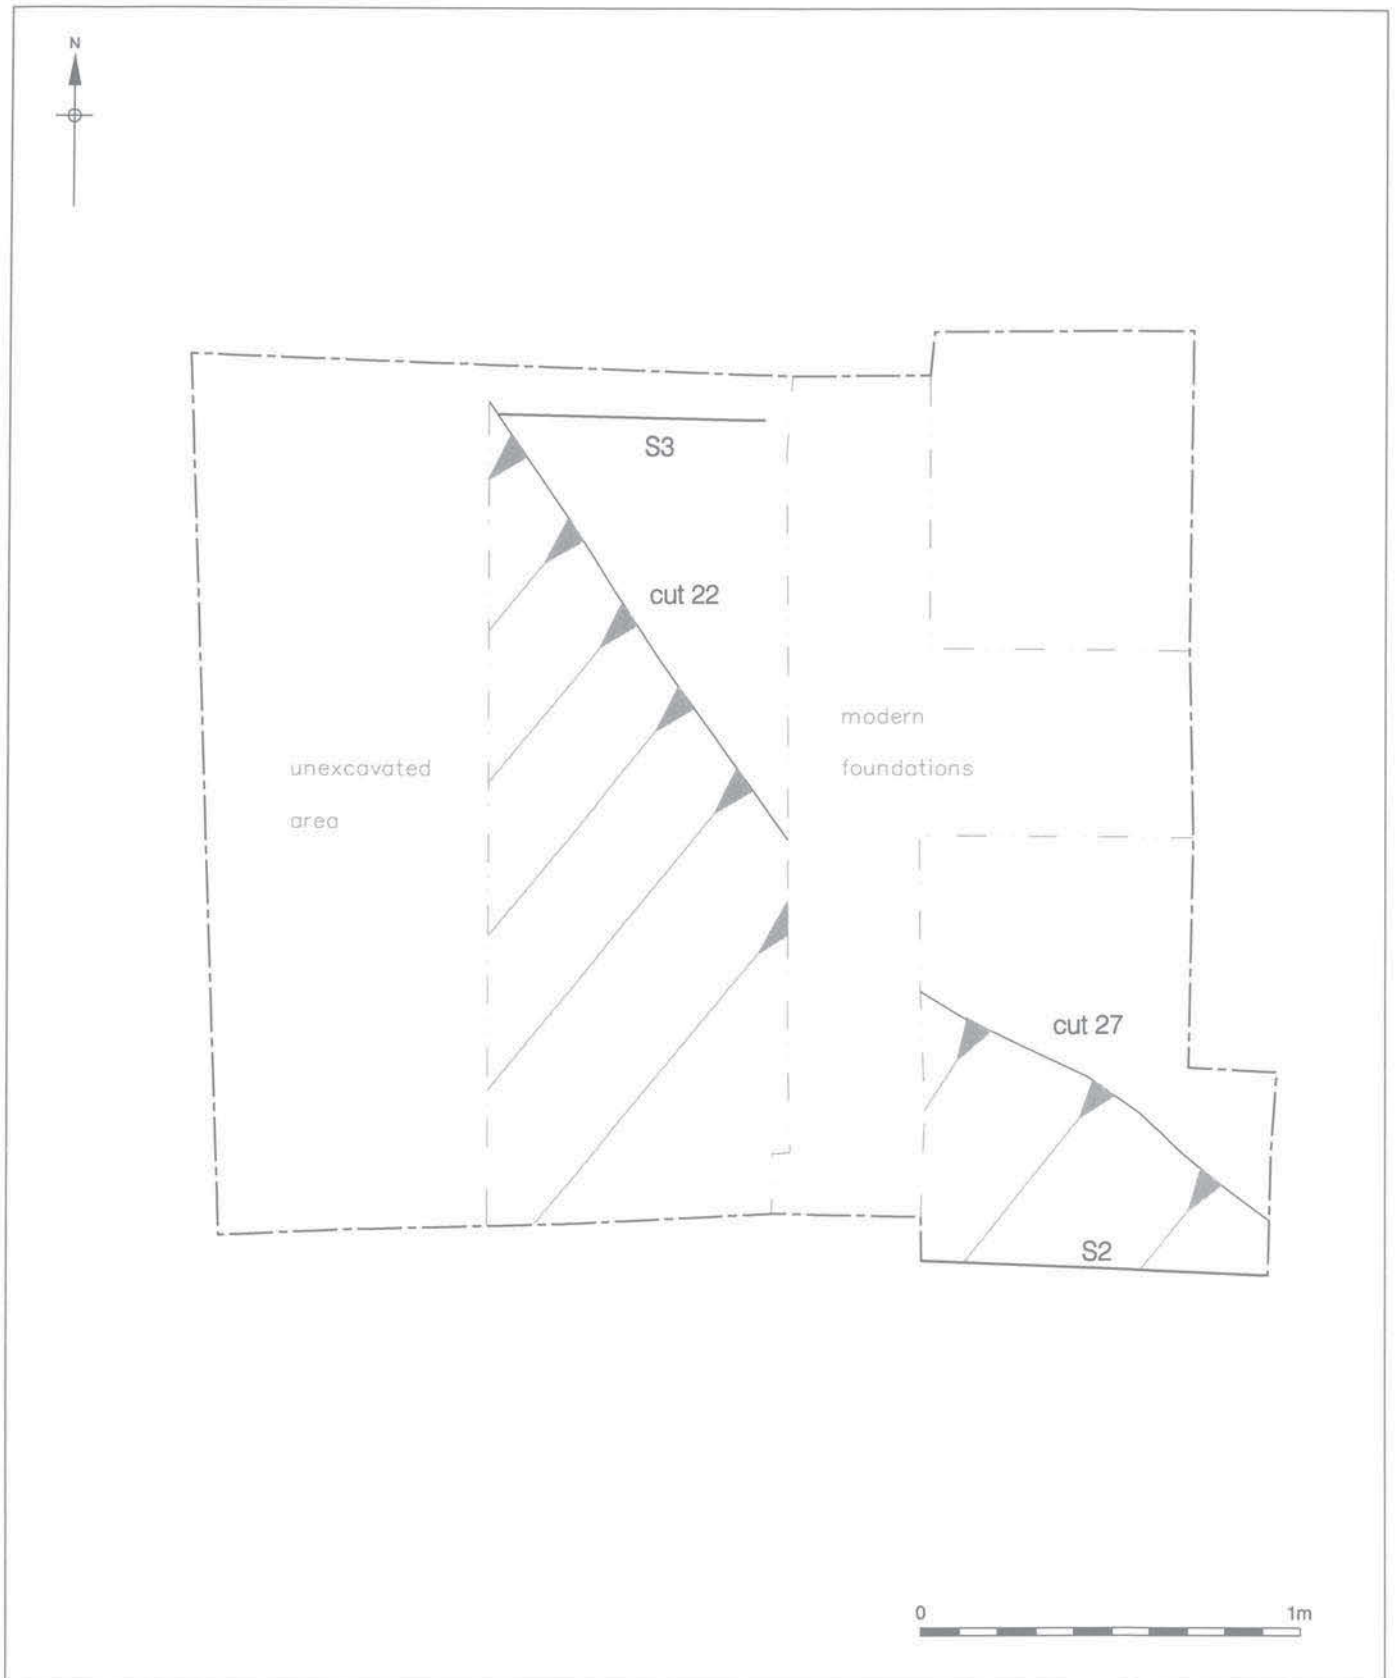 N
S3
cut 22
modern
foundations
unexcavated
area
cut 27
S2
0 1m